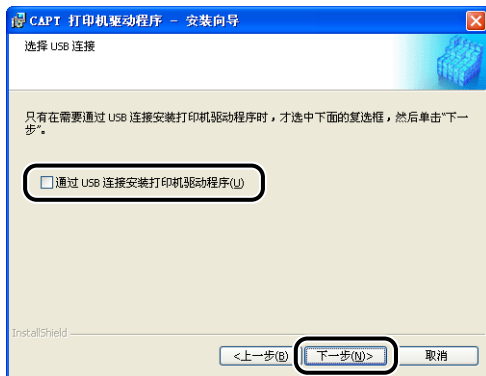 CAPT 打印机驱动程序 - 安装向导
选择 USB 连接
只有在需要通过 USB 连接安装打印机驱动程序时，才选中下面的复选框，然后单击"下一
步"。
通过 USB 连接安装打印机驱动程序(U)
InstallShield
<上一步(B) 下一步(N)> 取消